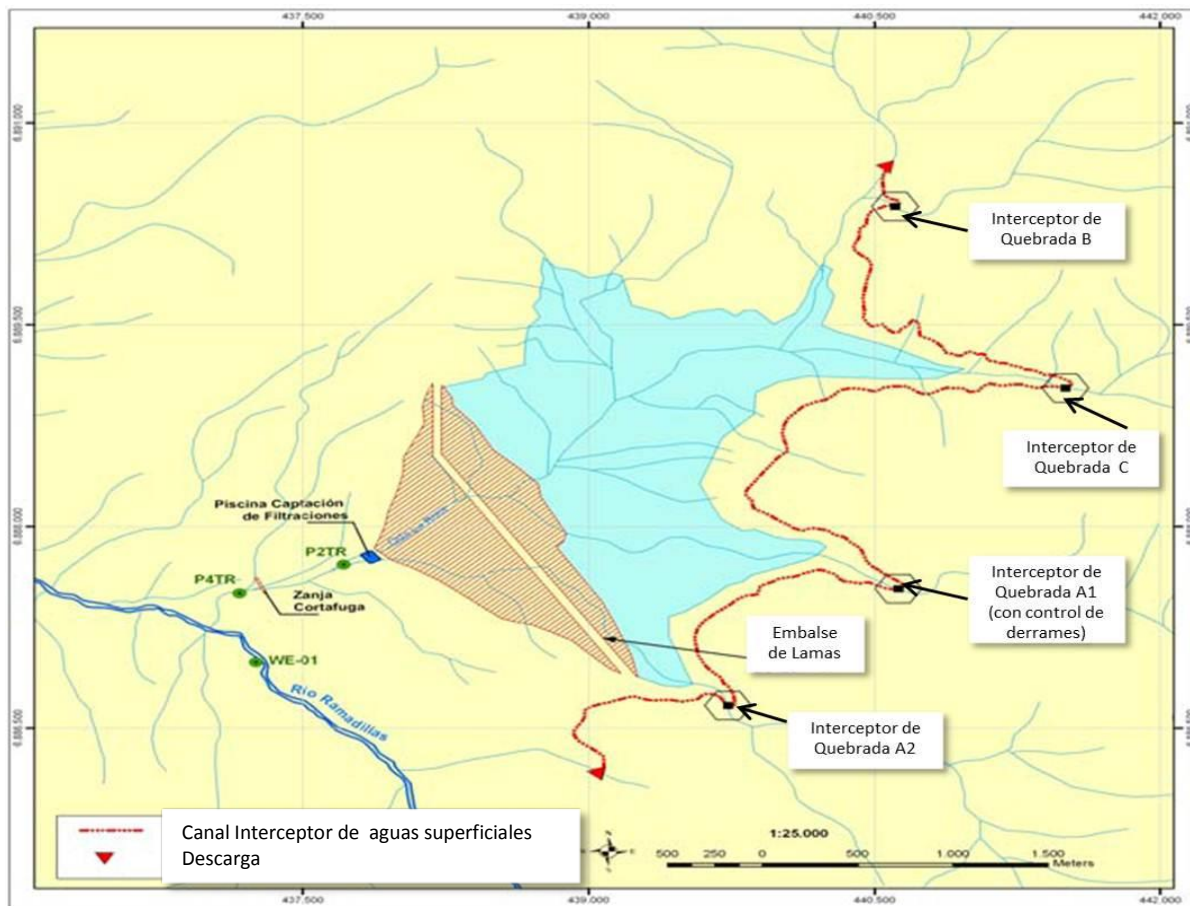 437.500
439.000
440.500
442.000
6.891.000
Interceptor de
Quebrada B
6.889.500
Interceptor de
Quebrada C
Piscina Captación
de Filtraciones
6.888.000
P2TR
P4TR
Zanja
Cortafuga
Interceptor de
Quebrada A1
(con control de
derrames)
Embalse
de Lamas
WE-01
Río Ramadillas
Interceptor de
Quebrada A2
6.886.500
Canal Interceptor de aguas superficiales
Descarga
1:25.000
500 250 0 500 1.000 1.500
Meters
437.500
439.000
440.500
442.000